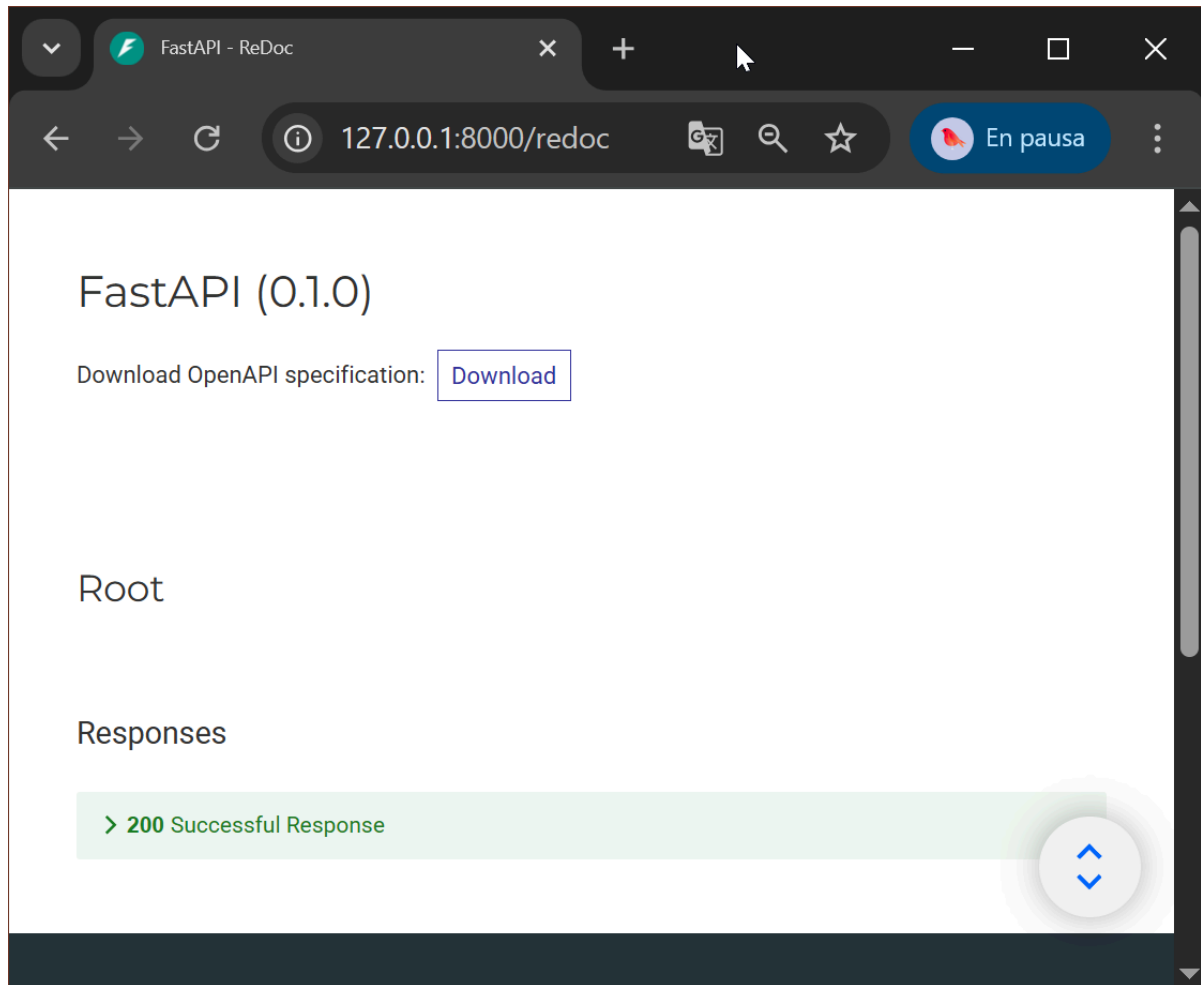 FastAPI - ReDoc
127.0.0.1:8000/redoc
En pausa
FastAPI (0.1.0)
Download OpenAPI specification: Download
Root
Responses
200 Successful Response